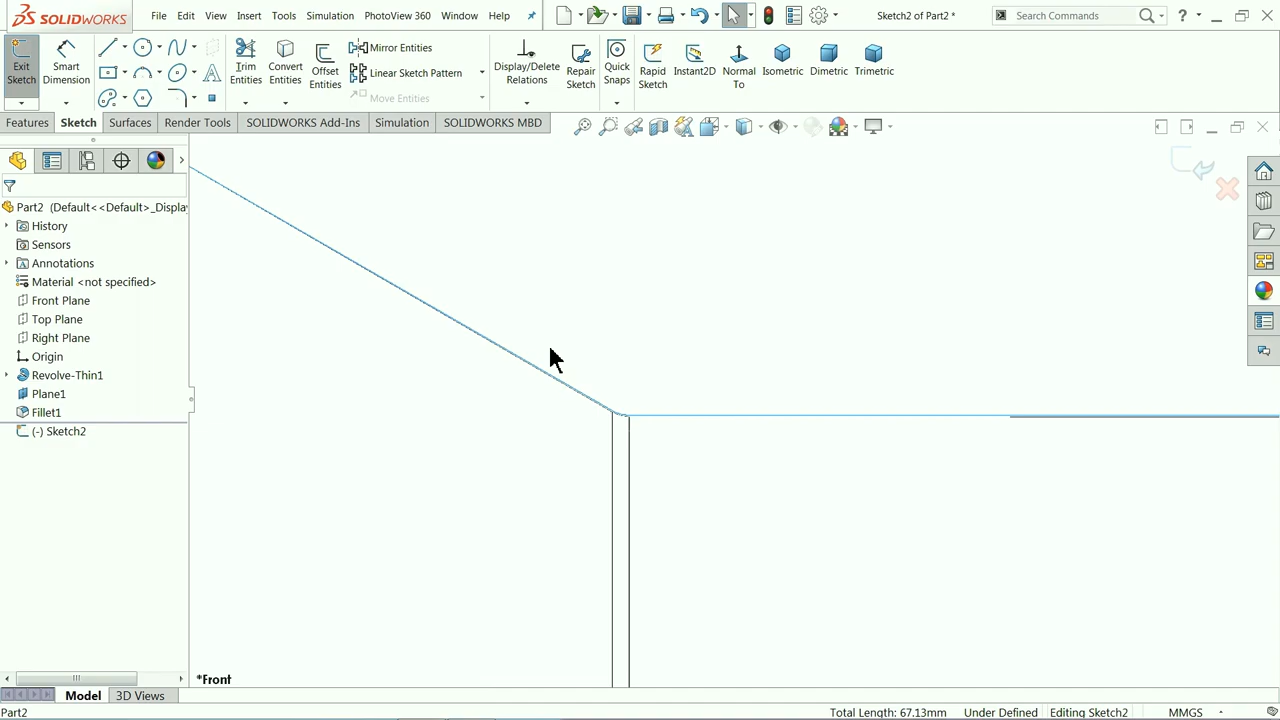 SOLIDWORKS File Edit View Insert Tools Simulation PhotoView 360 Window Help Sketch2 of Part2 * Search Commands ?
Exit Sketch Smart Dimension Trim Entities Convert Entities Offset Entities Mirror Entities Linear Sketch Pattern Move Entities Display/Delete Relations Repair Sketch Quick Snaps Rapid Sketch Instant2D Normal To Isometric Dimetric Trimetric
Features Sketch Surfaces Render Tools SOLIDWORKS Add-Ins Simulation SOLIDWORKS MBD
Part2 (Default<<Default>_Displa
History
Sensors
Annotations
Material <not specified>
Front Plane
Top Plane
Right Plane
Origin
Revolve-Thin1
Plane1
Fillet1
(-) Sketch2
*Front
Model 3D Views
Part2 Total Length: 67.13mm Under Defined Editing Sketch2 MMGS